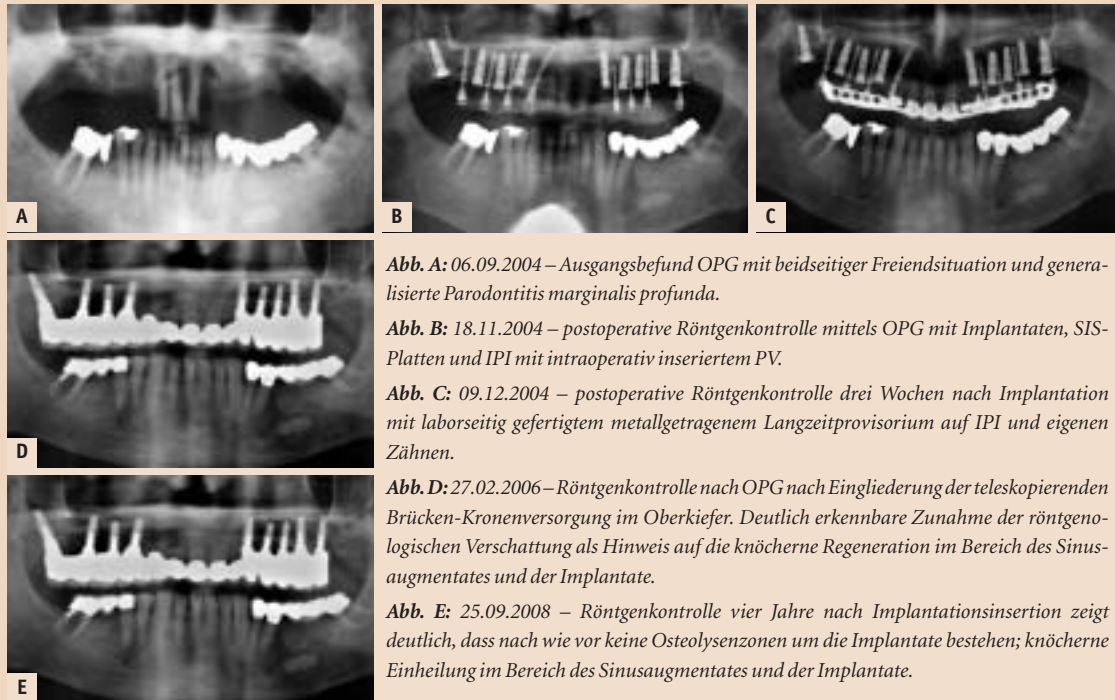 A
B
C
Abb. A: 06.09.2004 – Ausgangsbefund OPG mit beidseitiger Freiendsituation und genera-
lisierte Parodontitis marginalis profunda.
Abb. B: 18.11.2004 – postoperative Röntgenkontrolle mittels OPG mit Implantaten, SIS-
Platten und IPI mit intraoperativ inseriertem PV.
Abb. C: 09.12.2004 – postoperative Röntgenkontrolle drei Wochen nach Implantation
mit laborseitig gefertigtem metallgetragenem Langzeitprovisorium auf IPI und eigenen
Zähnen.
D
Abb. D: 27.02.2006 – Röntgenkontrolle nach OPG nach Eingliederung der teleskopierenden
Brücken-Kronenversorgung im Oberkiefer. Deutlich erkennbare Zunahme der röntgeno-
logischen Verschattung als Hinweis auf die knöcherne Regeneration im Bereich des Sinus-
augmentates und der Implantate.
Abb. E: 25.09.2008 – Röntgenkontrolle vier Jahre nach Implantationsinsertion zeigt
deutlich, dass nach wie vor keine Osteolysenzonen um die Implantate bestehen; knöcherne
Einheilung im Bereich des Sinusaugmentates und der Implantate.
E